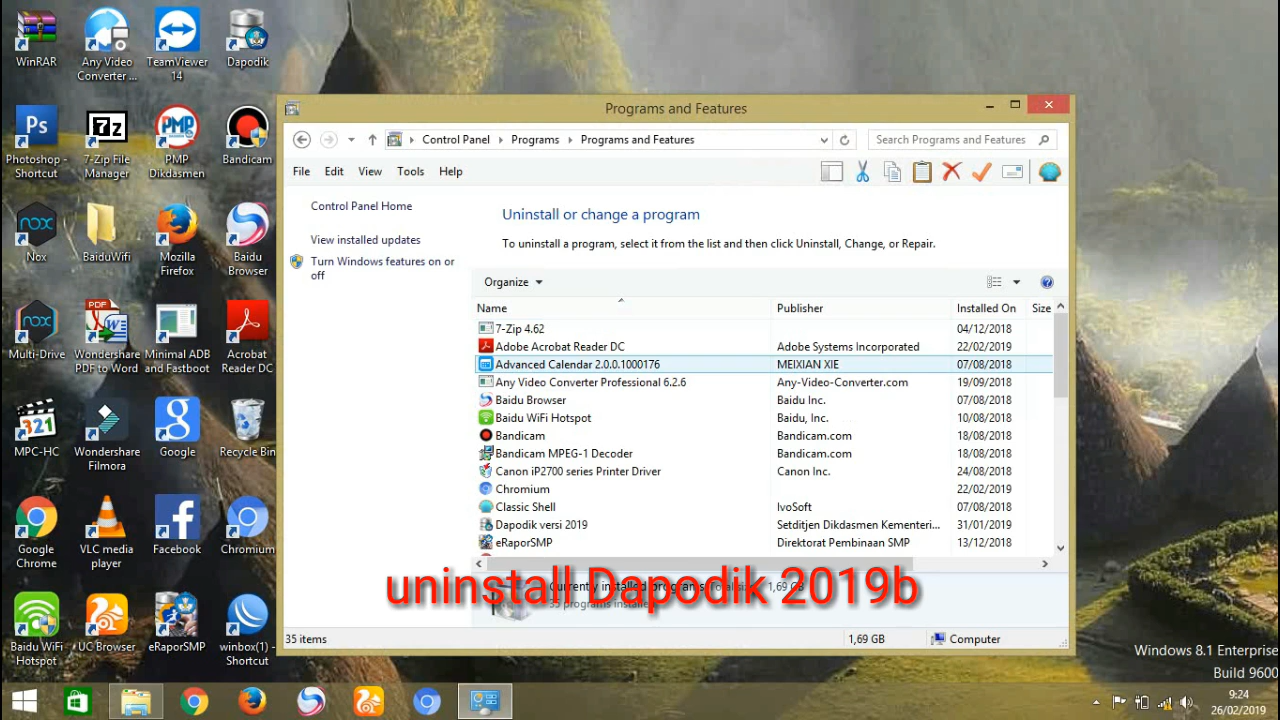 WinRAR
Any Video Converter ...
TeamViewer 14
Dapodik
Photoshop - Shortcut
7-Zip File Manager
PMP Dikdasmen
Bandicam
Nox
BaiduWifi
Mozilla Firefox
Baidu Browser
Multi-Drive
Wondershare PDF to Word
Minimal ADB and Fastboot
Acrobat Reader DC
MPC-HC
Wondershare Filmora
Google
Recycle Bin
Google Chrome
VLC media player
Facebook
Chromium
Baidu WiFi Hotspot
UC Browser
eRaporSMP
winbox(1) - Shortcut
Programs and Features
Control Panel Programs Programs and Features
Search Programs and Features
File Edit View Tools Help
Control Panel Home
View installed updates
Turn Windows features on or off
Uninstall or change a program
To uninstall a program, select it from the list and then click Uninstall, Change, or Repair.
Organize
Name Publisher Installed On Size
7-Zip 4.62 04/12/2018
Adobe Acrobat Reader DC Adobe Systems Incorporated 22/02/2019
Advanced Calendar 2.0.0.1000176 MEIXIAN XIE 07/08/2018
Any Video Converter Professional 6.2.6 Any-Video-Converter.com 19/09/2018
Baidu Browser Baidu Inc. 07/08/2018
Baidu WiFi Hotspot Baidu, Inc. 10/08/2018
Bandicam Bandicam.com 18/08/2018
Bandicam MPEG-1 Decoder Bandicam.com 18/08/2018
Canon iP2700 series Printer Driver Canon Inc. 24/08/2018
Chromium 22/02/2019
Classic Shell IvoSoft 07/08/2018
Dapodik versi 2019 Setditjen Dikdasmen Kementeri... 31/01/2019
eRaporSMP Direktorat Pembinaan SMP 13/12/2018
Currently installed programs Total size: 1,69 GB
35 programs installed
uninstall Dapodik 2019b
35 items 1,69 GB Computer
Windows 8.1 Enterprise
Build 9600
9:24
26/02/2019